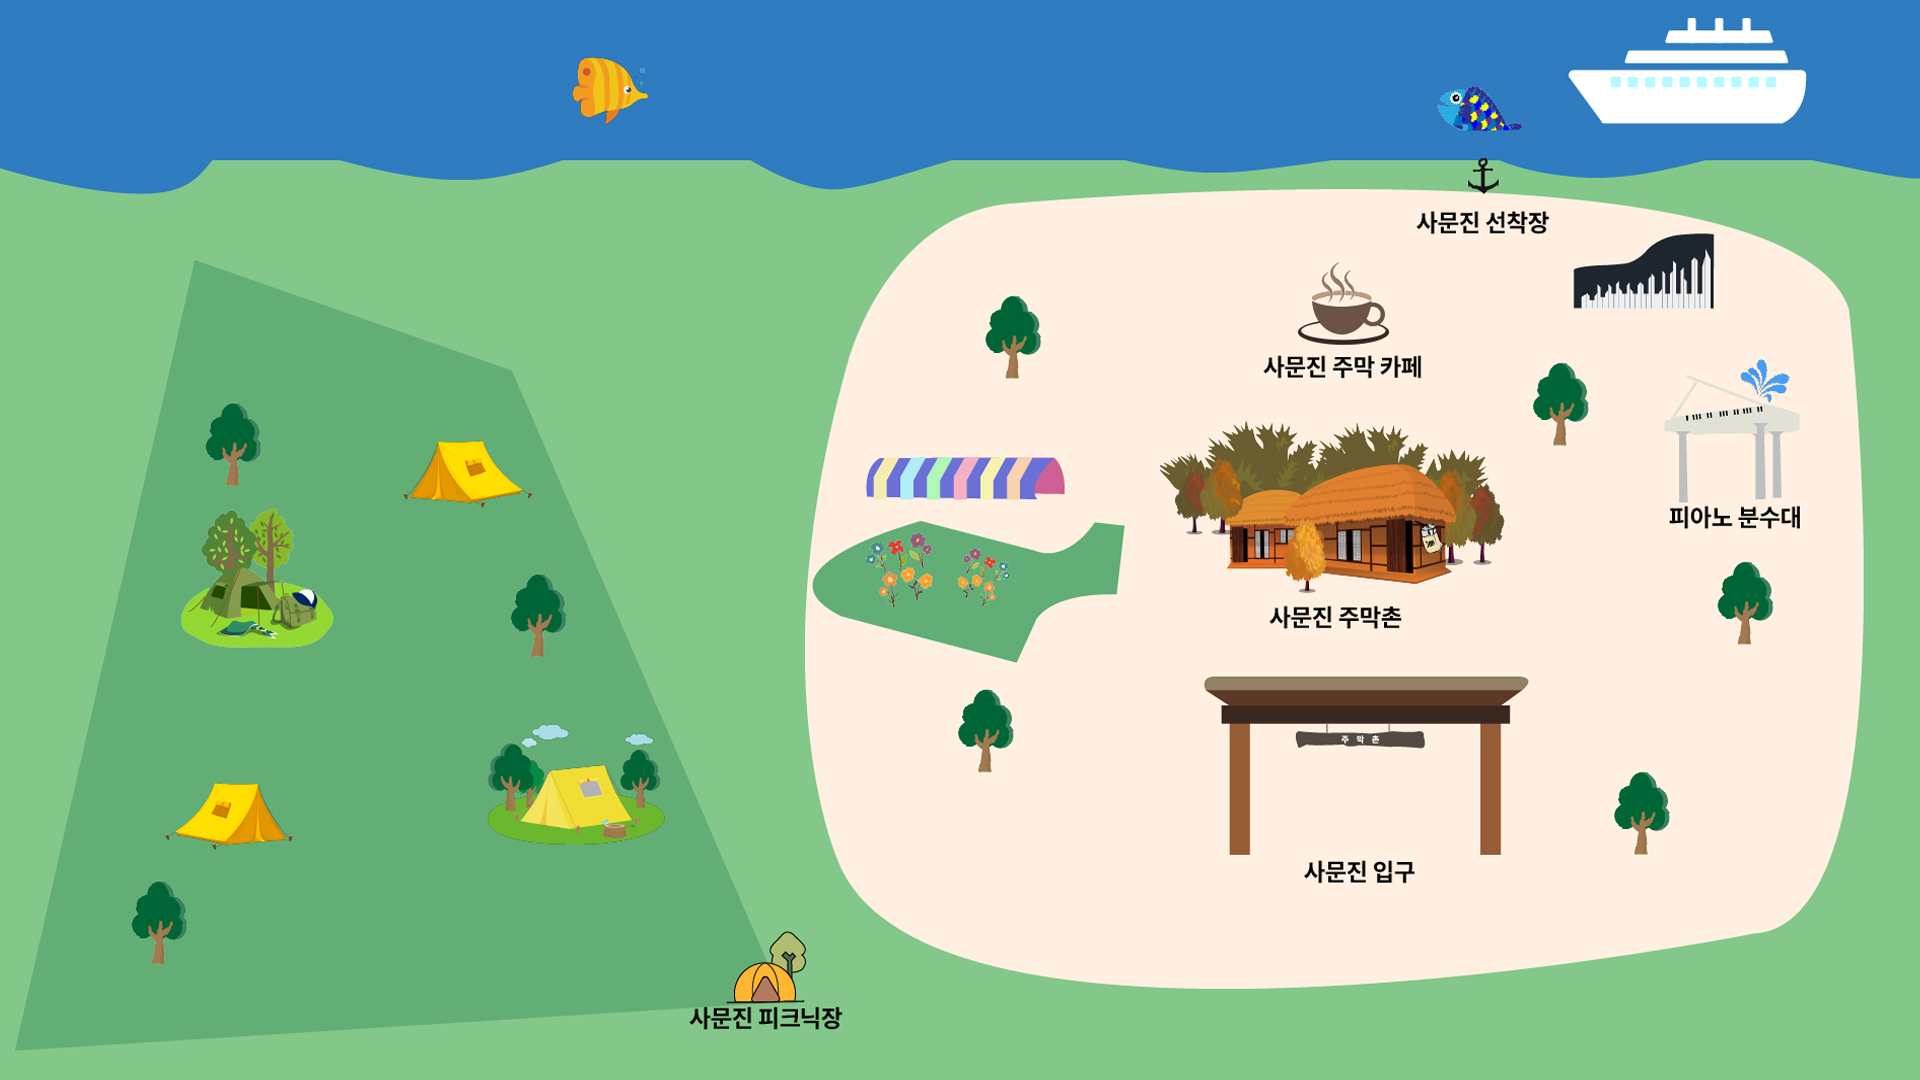 사문진 선착장
사문진 주막 카페
피아노 분수대
사문진 주막촌
주 막 촌
사문진 입구
사문진 피크닉장